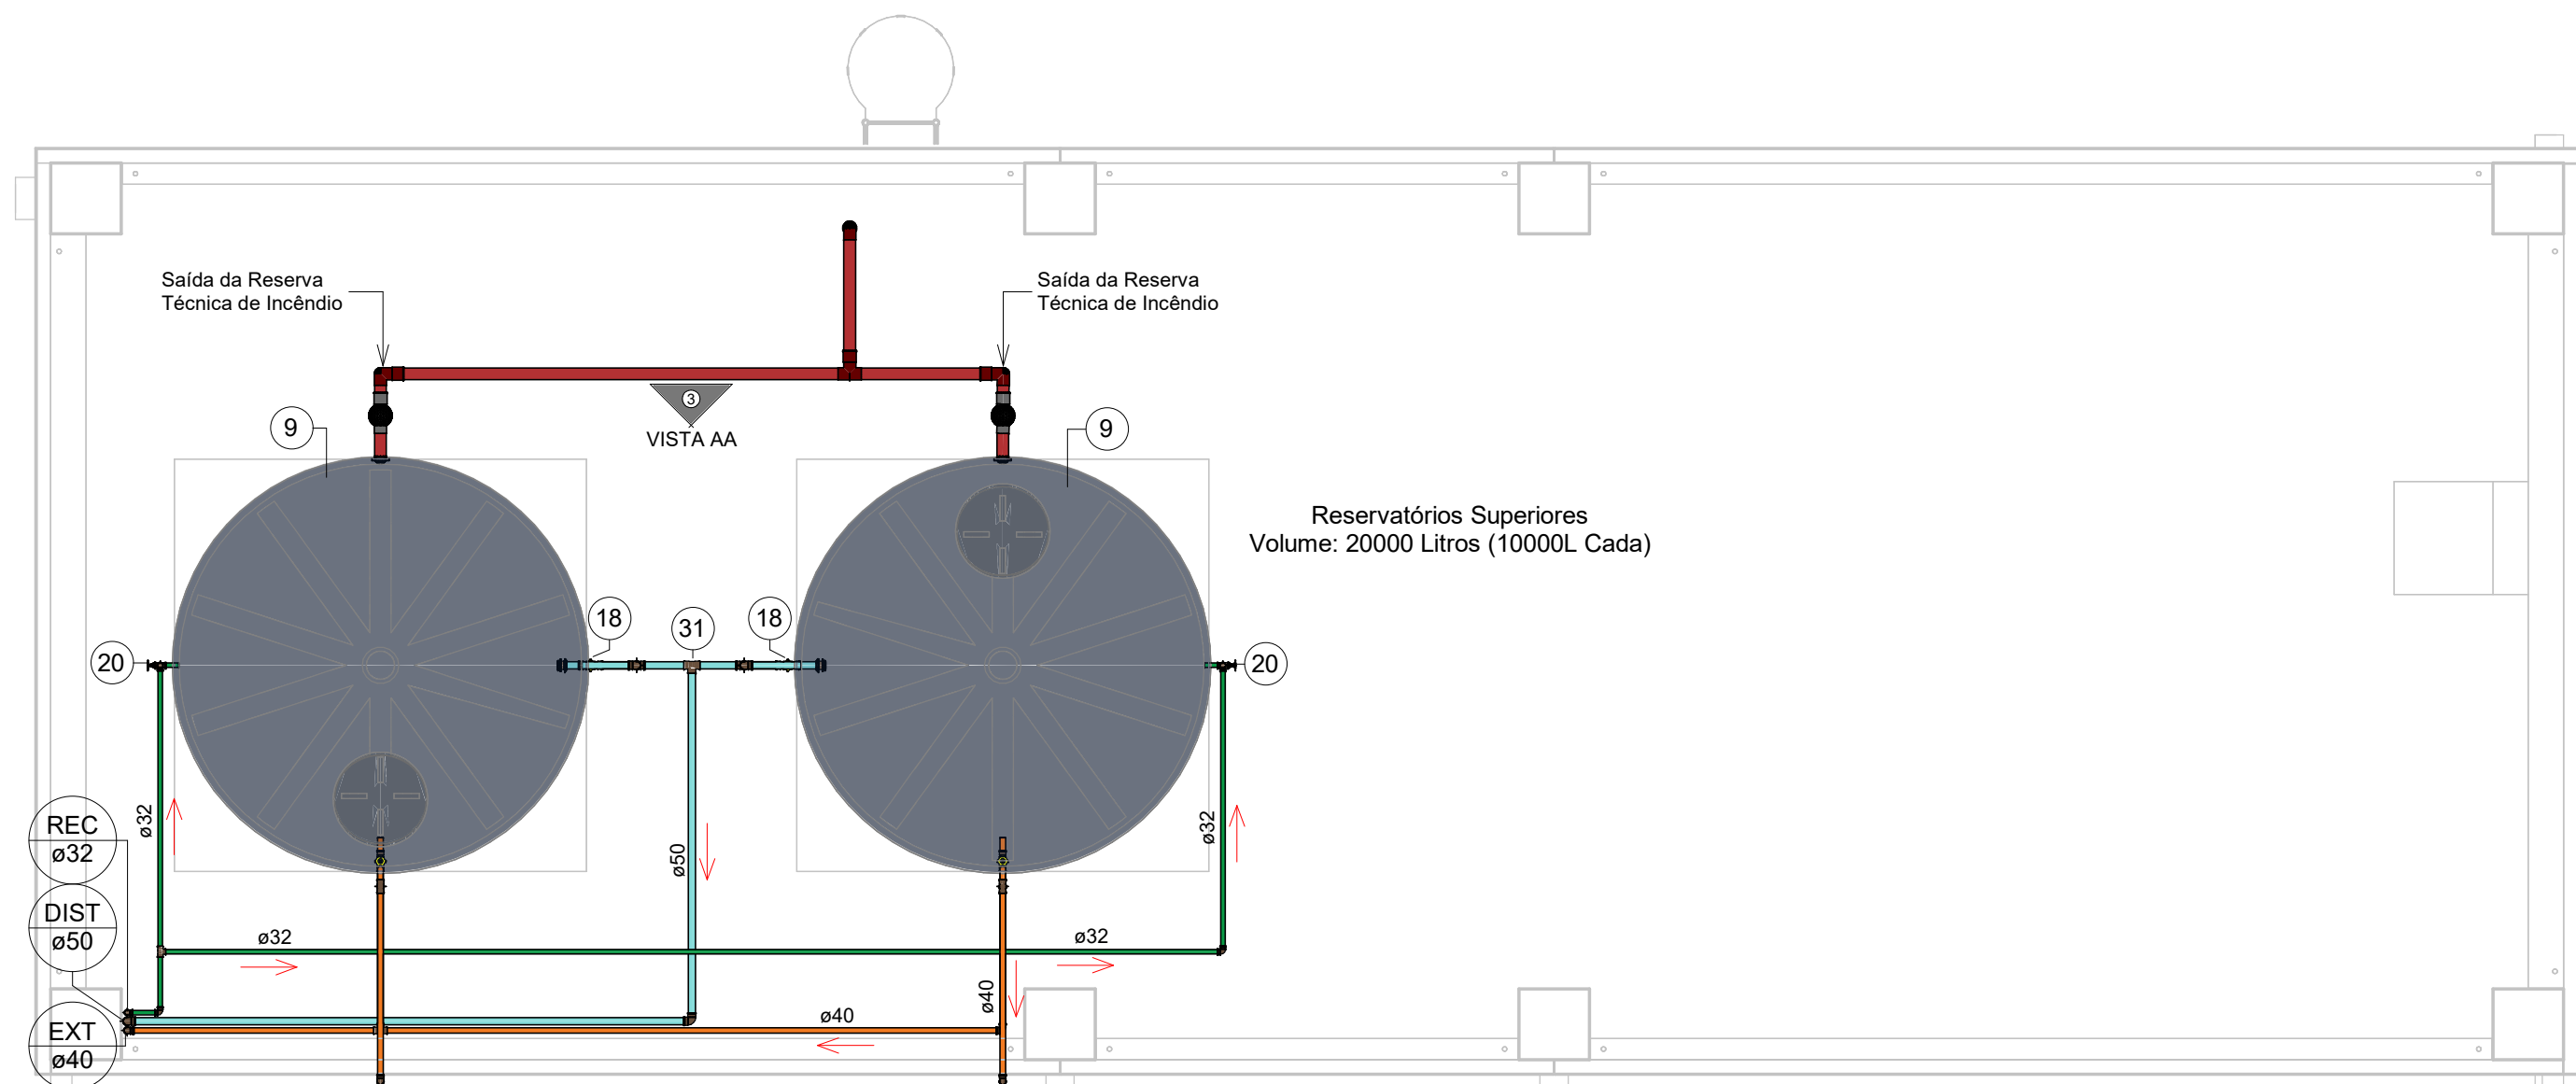 Saída da Reserva
Técnica de Incêndio
Saída da Reserva
Técnica de Incêndio
3
VISTA AA
9
9
Reservatórios Superiores
Volume: 20000 Litros (10000L Cada)
18
31
18
20
20
ø32
REC
ø32
ø50
ø32
DIST
ø50
ø32
ø32
ø40
ø40
EXT
ø40